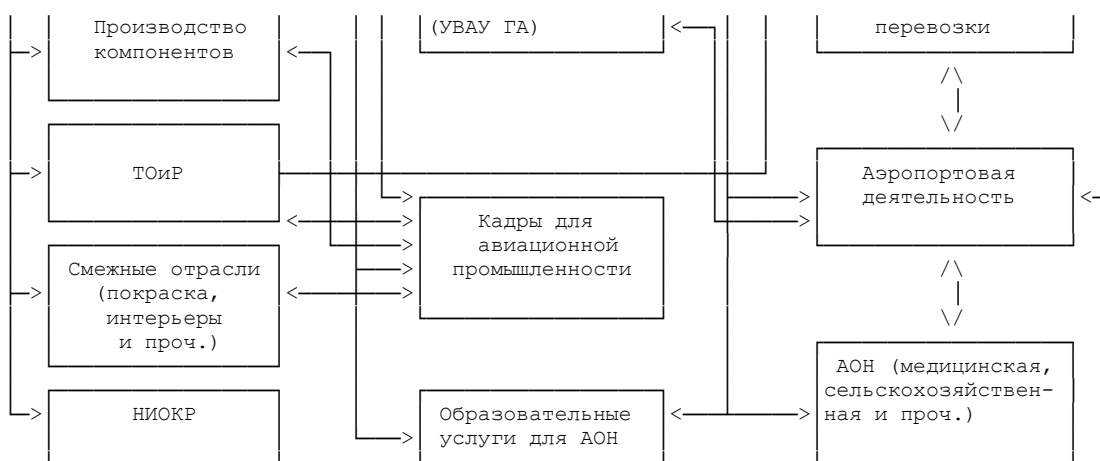 Производство
компонентов
(УВАУ ГА)
перевозки
ТОиР
Аэропортовая
деятельность
Кадры для
авиационной
промышленности
Смежные отрасли
(покраска,
интерьеры
и проч.)
АОН (медицинская,
сельскохозяйствен-
ная и проч.)
НИОКР
Образовательные
услуги для АОН